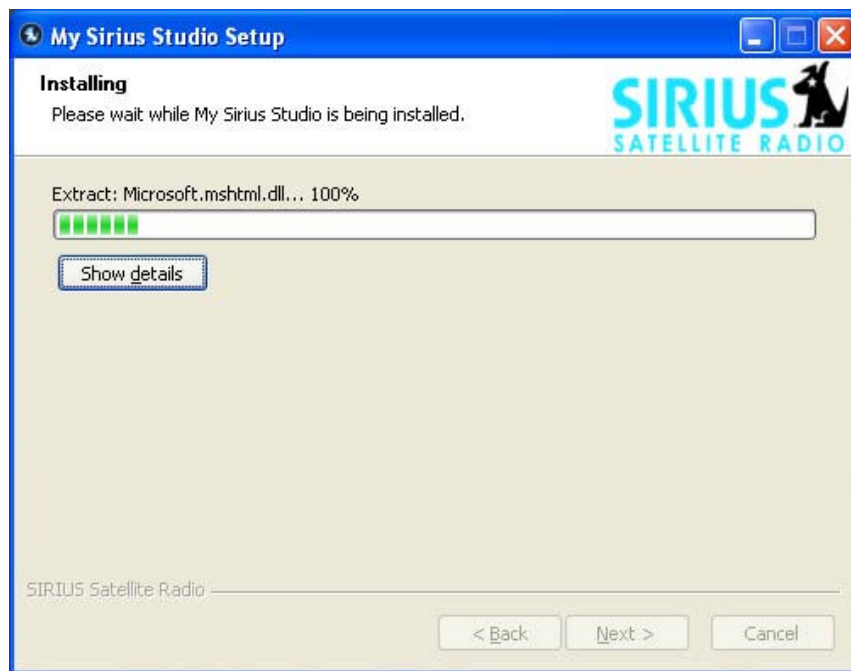 My Sirius Studio Setup
Installing
Please wait while My Sirius Studio is being installed.
SIRIUS
SATELLITE RADIO
Extract: Microsoft.mshtml.dll... 100%
Show details
SIRIUS Satellite Radio
< Back
Next >
Cancel